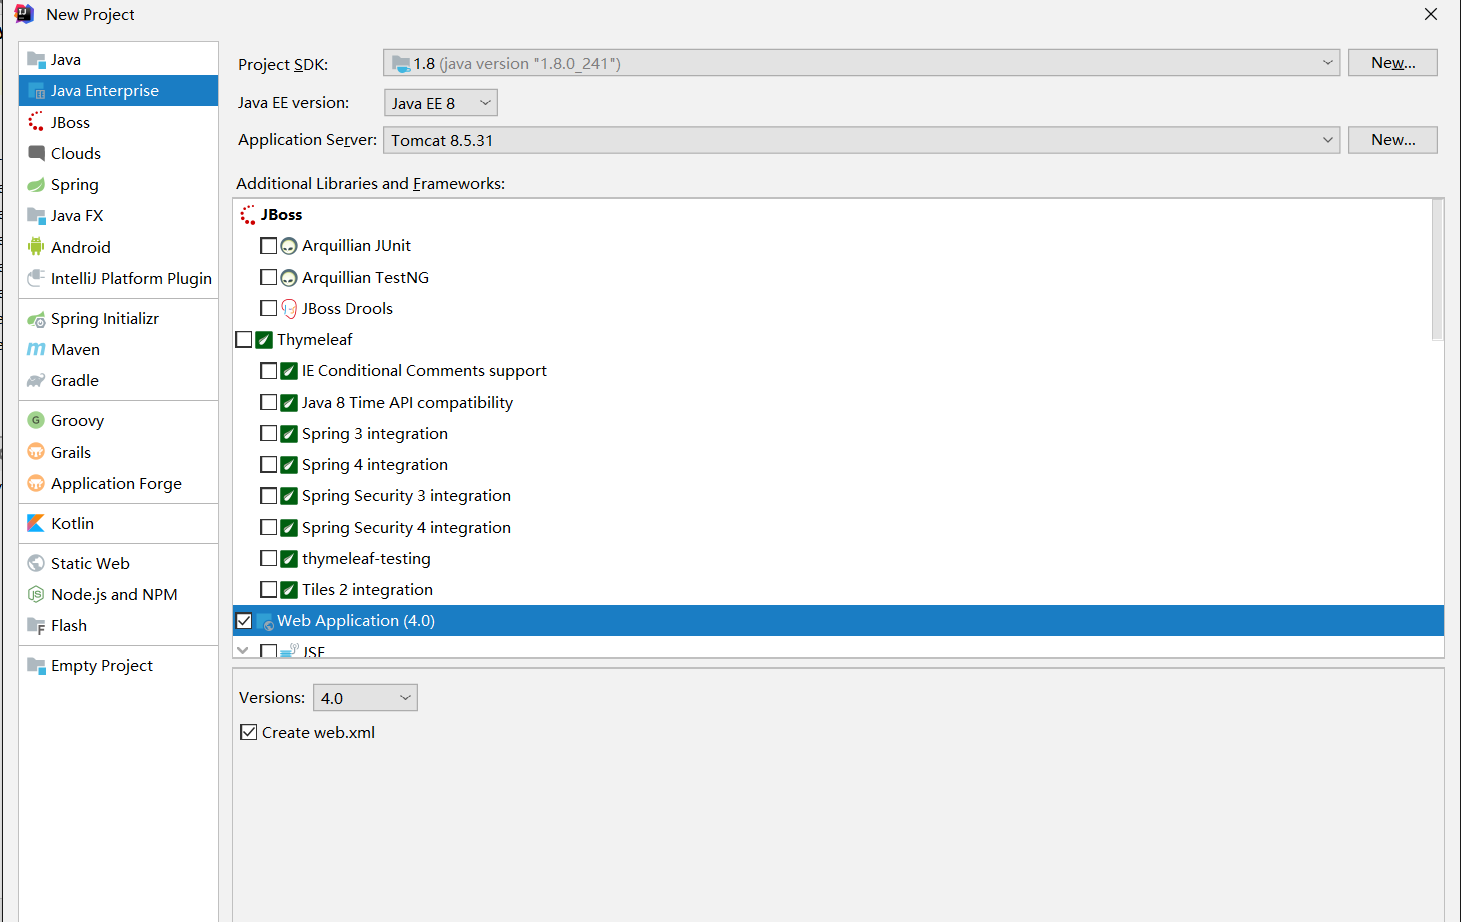 New Project
Java
Java Enterprise
JBoss
Clouds
Spring
Java FX
Android
IntelliJ Platform Plugin
Spring Initializr
Maven
Gradle
Groovy
Grails
Application Forge
Kotlin
Static Web
Node.js and NPM
Flash
Empty Project
Project SDK: 1.8 (java version "1.8.0_241") New...
Java EE version: Java EE 8
Application Server: Tomcat 8.5.31 New...
Additional Libraries and Frameworks:
JBoss
Arquillian JUnit
Arquillian TestNG
JBoss Drools
Thymeleaf
IE Conditional Comments support
Java 8 Time API compatibility
Spring 3 integration
Spring 4 integration
Spring Security 3 integration
Spring Security 4 integration
thymeleaf-testing
Tiles 2 integration
Web Application (4.0)
JSF
Versions: 4.0
Create web.xml